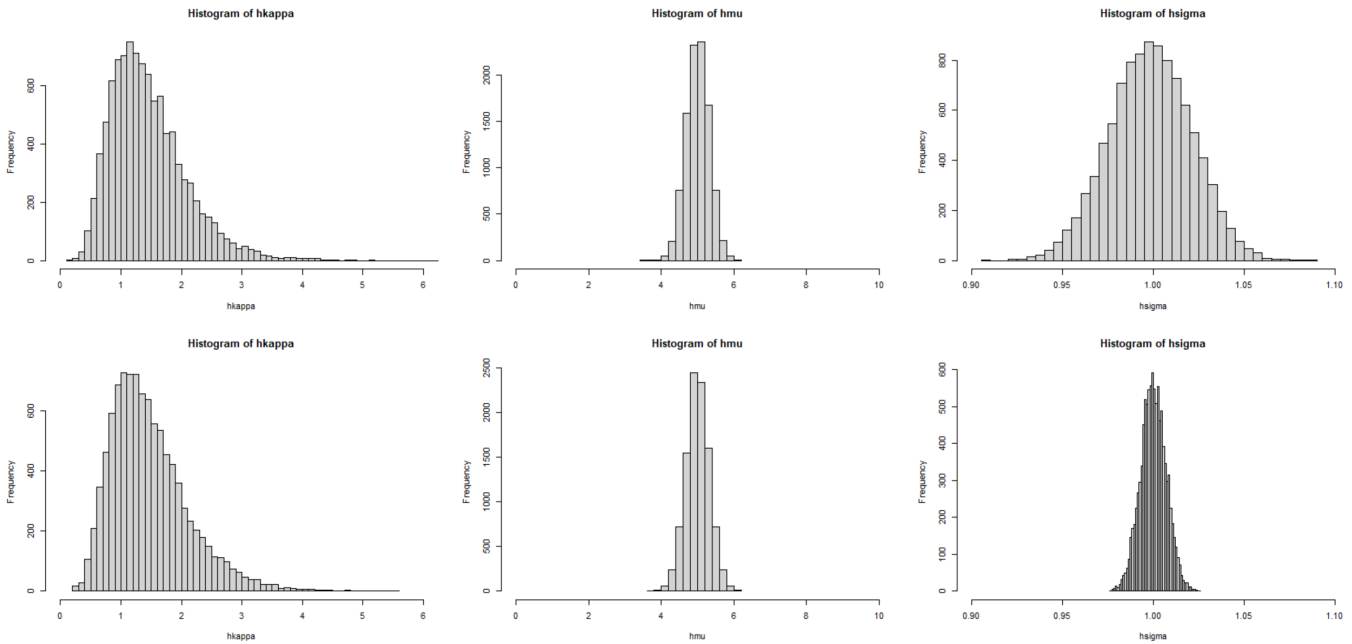 Histogram of hkappa
Frequency
0 200 400 600
0 1 2 3 4 5 6
hkappa
Histogram of hmu
Frequency
0 500 1000 1500 2000
0 2 4 6 8 10
hmu
Histogram of hsigma
Frequency
0 200 400 600 800
0.90 0.95 1.00 1.05 1.10
hsigma
Histogram of hkappa
Frequency
0 200 400 600
0 1 2 3 4 5 6
hkappa
Histogram of hmu
Frequency
0 500 1000 1500 2000 2500
0 2 4 6 8 10
hmu
Histogram of hsigma
Frequency
0 100 200 300 400 500 600
0.90 0.95 1.00 1.05 1.10
hsigma